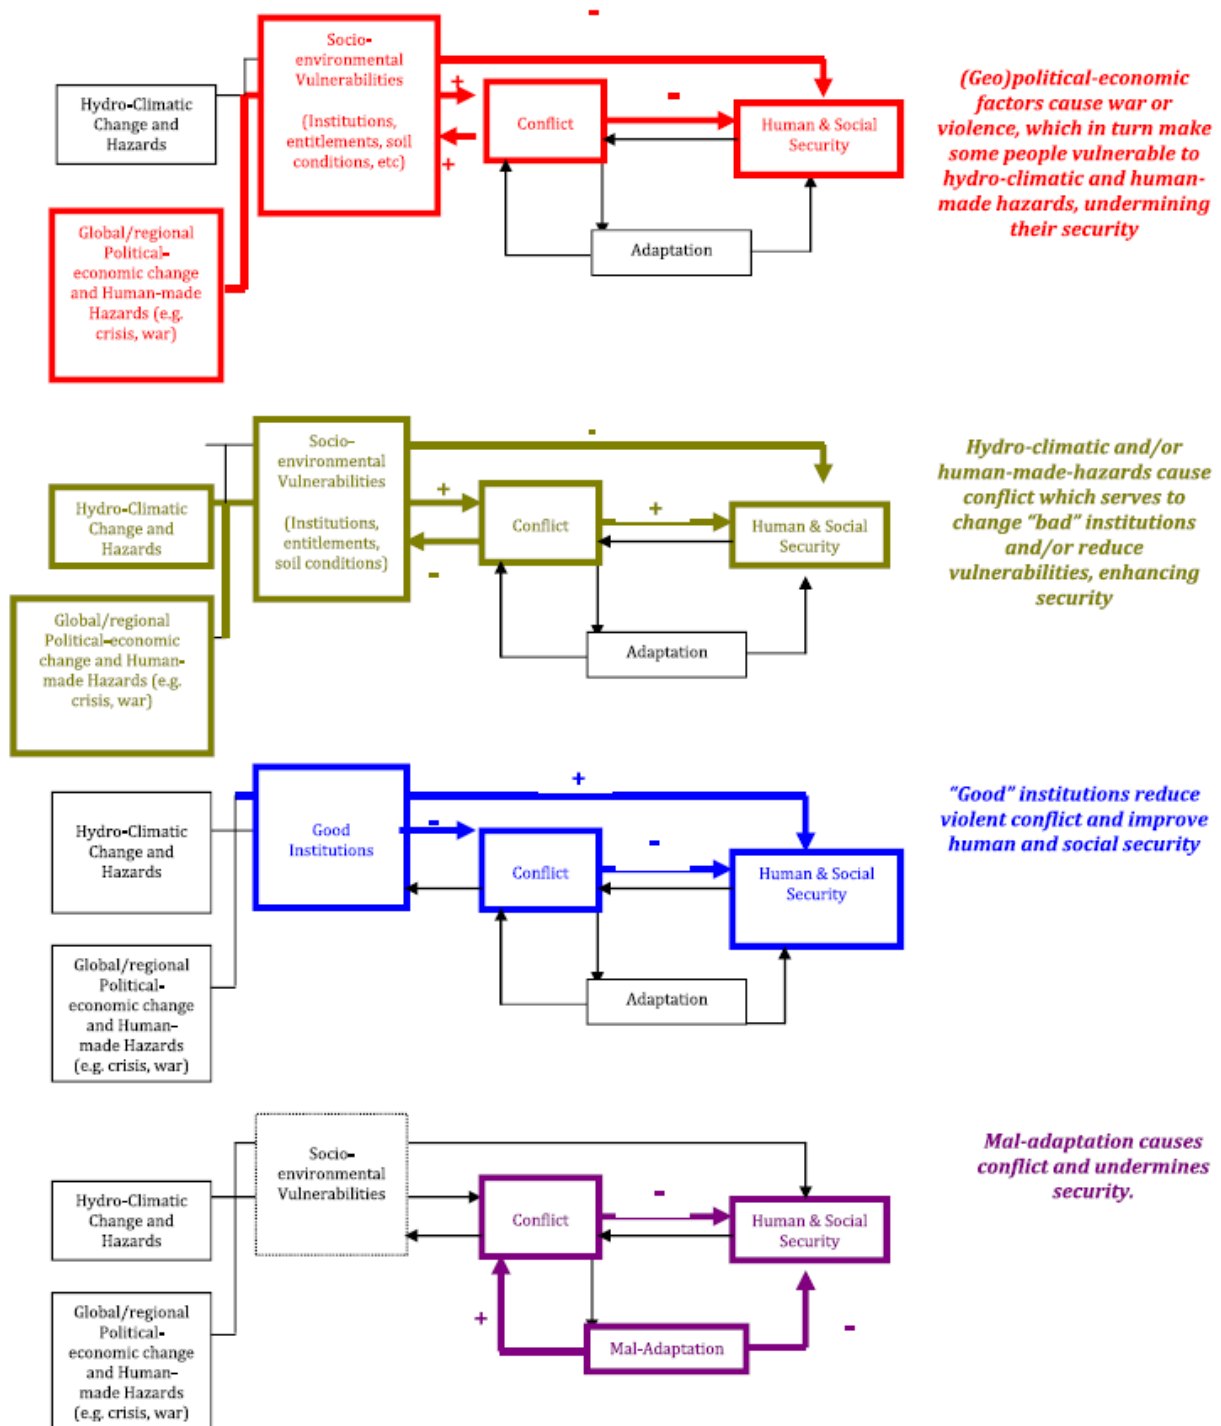 -
Socio-
environmental
Vulnerabilities
(Institutions,
entitlements, soil
conditions, etc)
Hydro-Climatic
Change and
Hazards
Global/regional
Political-
economic change
and Human-made
Hazards (e.g.
crisis, war)
+
+
Conflict
-
Human & Social
Security
Adaptation
(Geo)political-economic
factors cause war or
violence, which in turn make
some people vulnerable to
hydro-climatic and human-
made hazards, undermining
their security
-
Socio-
environmental
Vulnerabilities
(Institutions,
entitlements,
soil conditions)
Hydro-Climatic
Change and
Hazards
Global/regional
Political-economic
change and Human-
made Hazards (e.g.
crisis, war)
+
-
Conflict
+
Human & Social
Security
Adaptation
Hydro-climatic and/or
human-made-hazards cause
conflict which serves to
change "bad" institutions
and/or reduce
vulnerabilities, enhancing
security
+
Hydro-Climatic
Change and
Hazards
Good
Institutions
Global/regional
Political-
economic change
and Human-
made Hazards
(e.g. crisis, war)
-
Conflict
-
Human & Social
Security
Adaptation
"Good" institutions reduce
violent conflict and improve
human and social security
Socio-
environmental
Vulnerabilities
Hydro-Climatic
Change and
Hazards
Global/regional
Political-
economic change
and Human-
made Hazards
(e.g. crisis, war)
Conflict
-
Human & Social
Security
+
Mal-Adaptation
-
Mal-adaptation causes
conflict and undermines
security.